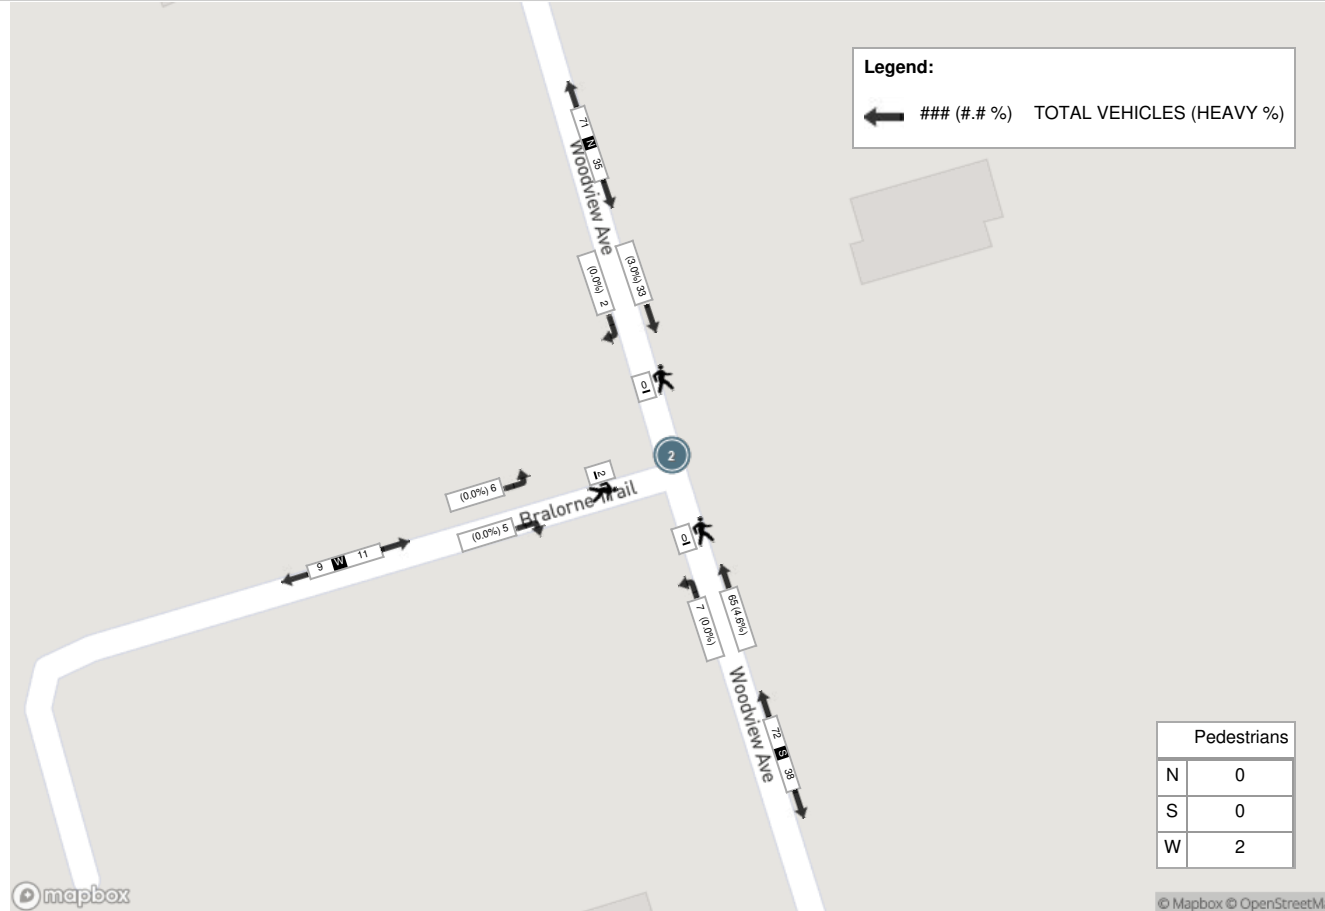 Legend:
### (#.# %) TOTAL VEHICLES (HEAVY %)
71 N 35
Woodview Ave
(0.0%) 2
(3.0%) 33
0
2
2
(0.0%) 6
Bralorne Trail
(0.0%) 5
0
9 W 11
7 (0.0%)
65 (4.6%)
Woodview Ave
72 S 38
Pedestrians
N 0
S 0
W 2
mapbox
© Mapbox © OpenStreetM